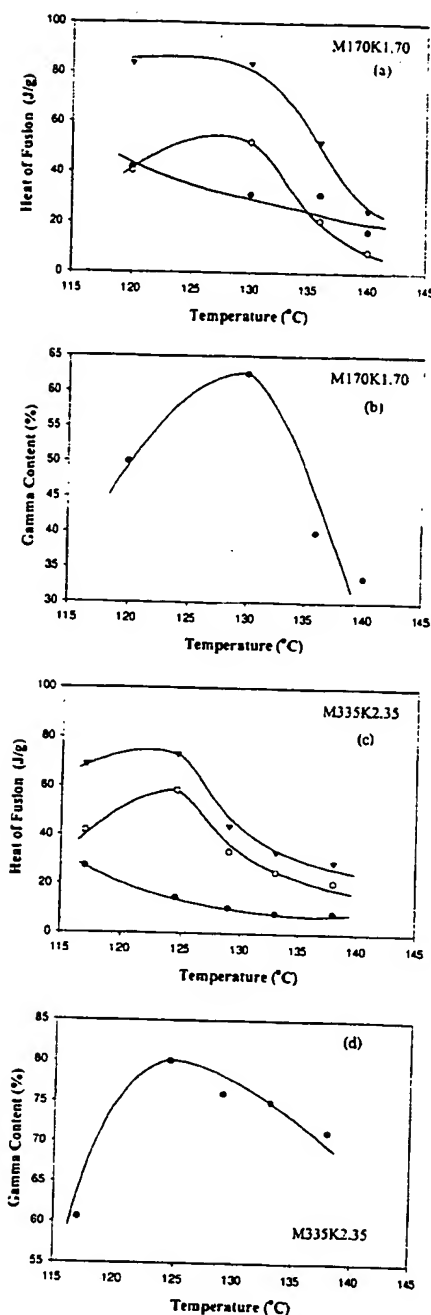 Heat of Fusion (J/g)
100
80
60
40
20
0
M170K1.70
(a)
115 120 125 130 135 140 145
Temperature (°C)
Gamma Content (%)
65
60
55
50
45
40
35
30
M170K1.70
(b)
115 120 125 130 135 140 145
Temperature (°C)
Heat of Fusion (J/g)
100
80
60
40
20
0
M335K2.35
(c)
115 120 125 130 135 140 145
Temperature (°C)
Gamma Content (%)
85
80
75
70
65
60
55
(d)
M335K2.35
115 120 125 130 135 140 145
Temperature (°C)